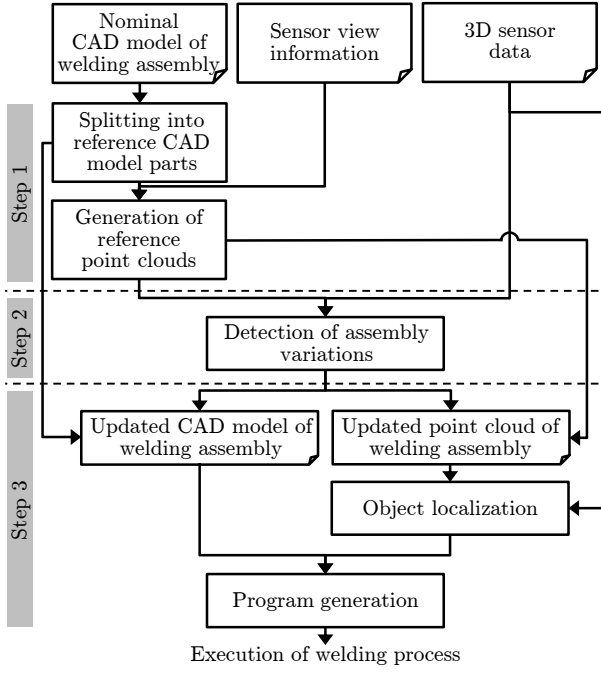 Nominal
CAD model of
welding assembly
Sensor view
information
3D sensor
data
Step 1
Splitting into
reference CAD
model parts
Generation of
reference
point clouds
Step 2
Detection of assembly
variations
Step 3
Updated CAD model of
welding assembly
Updated point cloud of
welding assembly
Object localization
Program generation
Execution of welding process